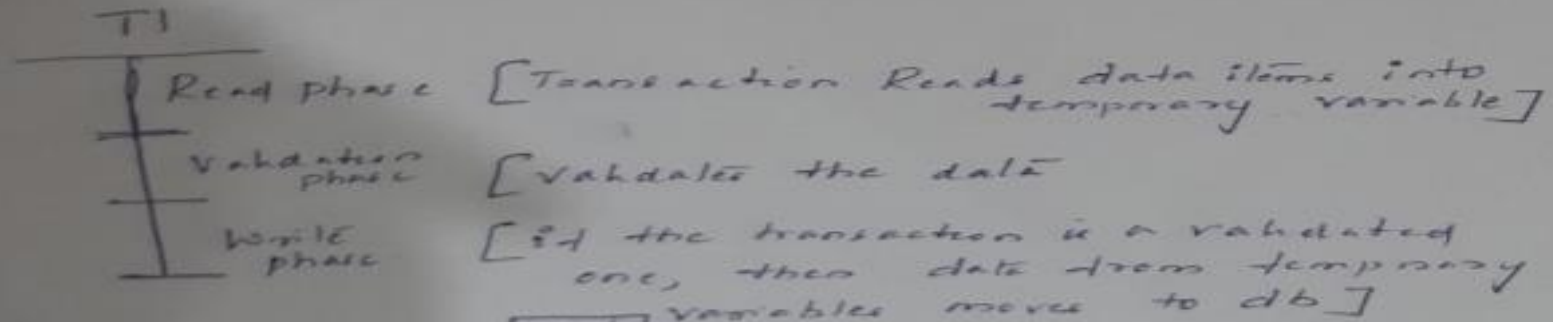 T1
Read phase [Transaction Reads data items into
temporary variable]
Validation
phase [validates the data
Write
phase [if the transaction is a validated
one, then data from temporary
variables moves to db]